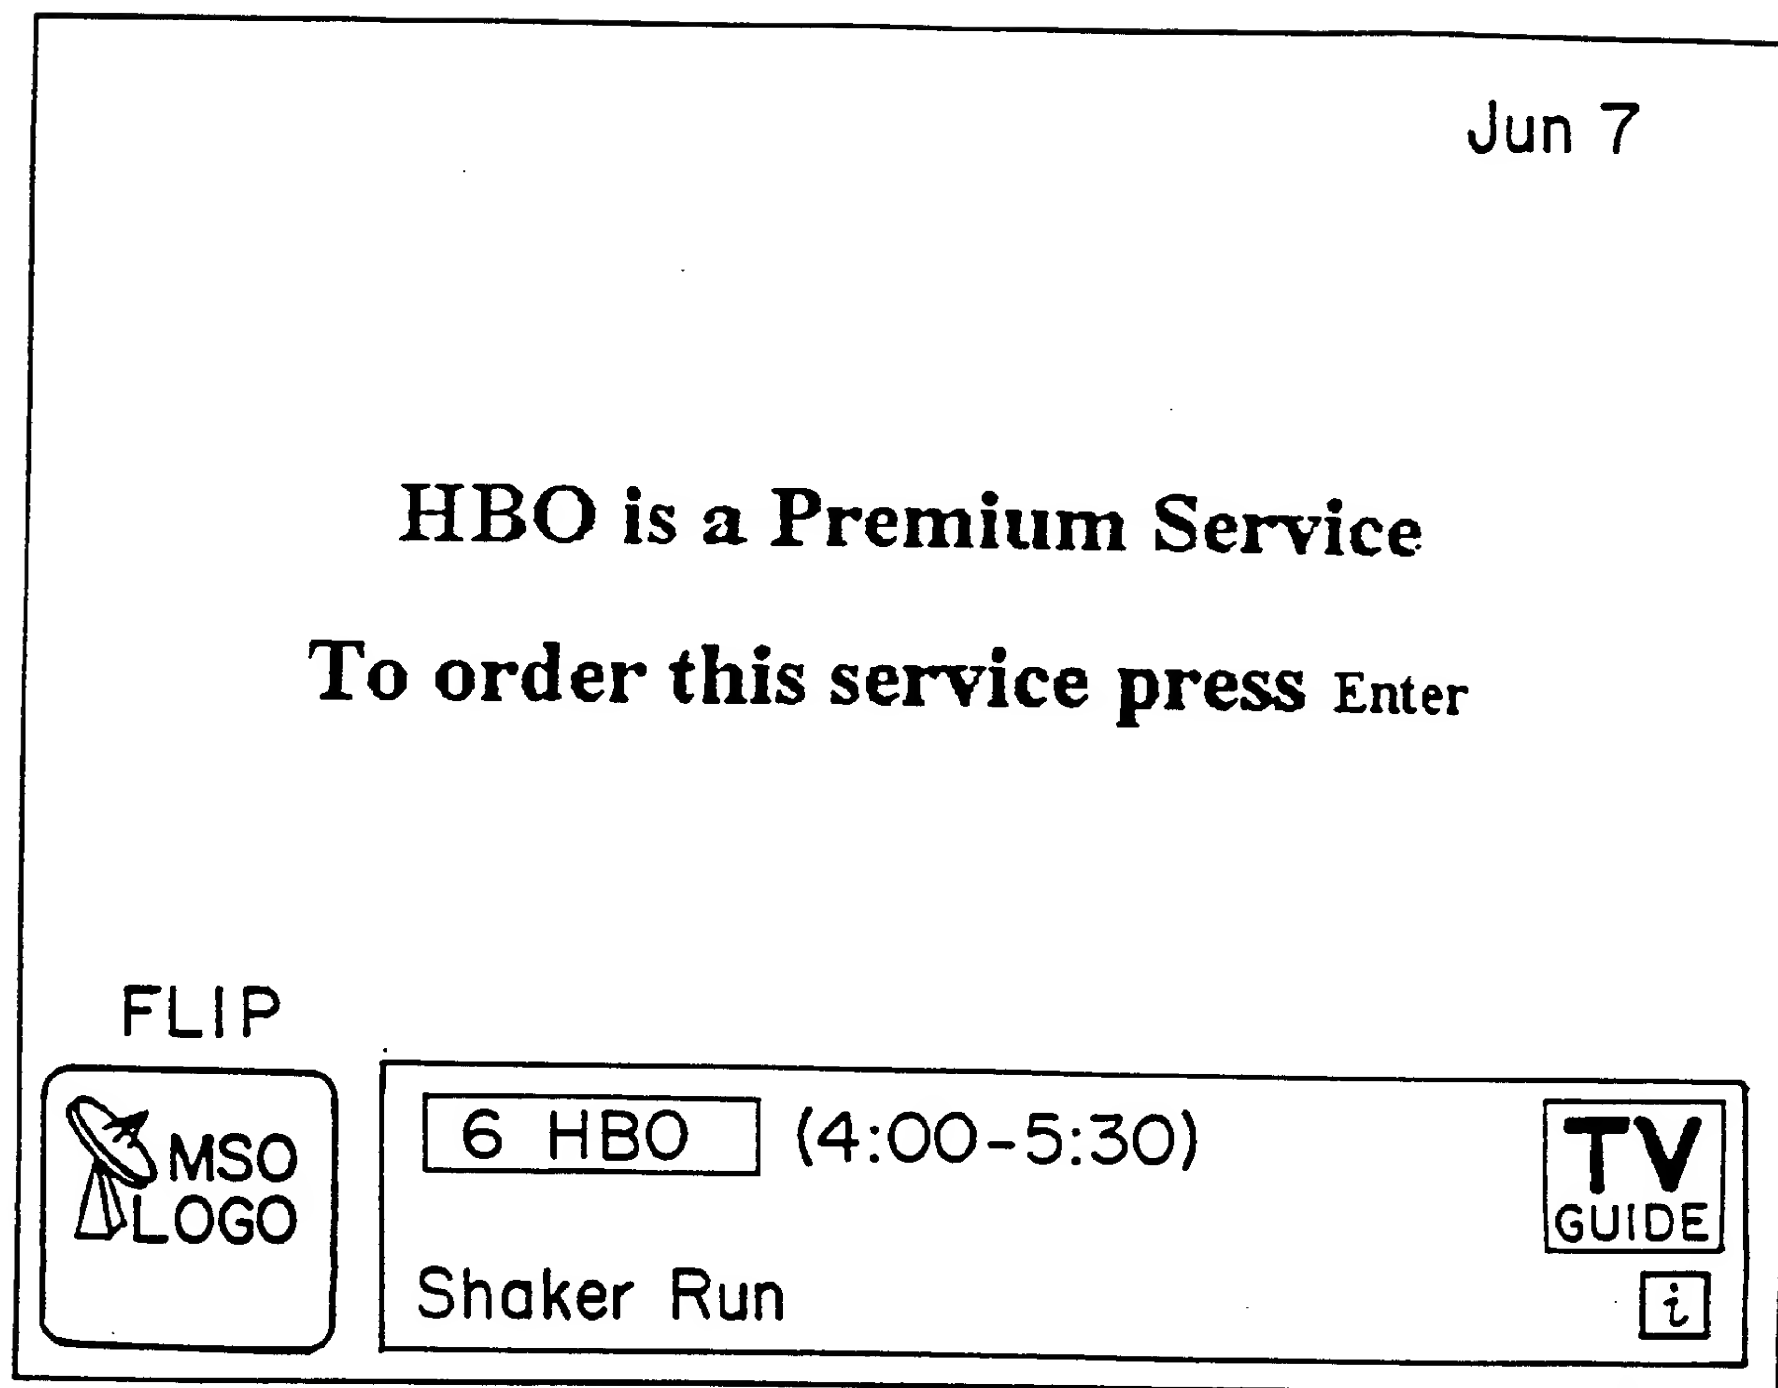 Jun 7
HBO is a Premium Service
To order this service press Enter
FLIP
MSO
LOGO
6 HBO (4:00-5:30)
Shaker Run
TV
GUIDE
i